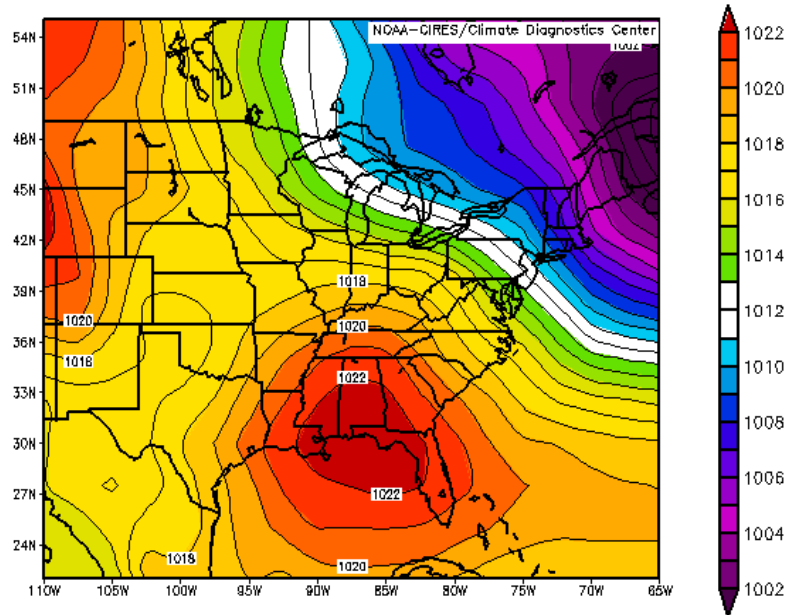 NOAA-CIRES/Climate Diagnostics Center
1002
54N
51N
48N
45N
42N
39N
36N
33N
30N
27N
24N
1018
1020
1020
1018
1022
1022
1018
1020
110W 105W 100W 95W 90W 85W 80W 75W 70W 65W
1022
1020
1018
1016
1014
1012
1010
1008
1006
1004
1002